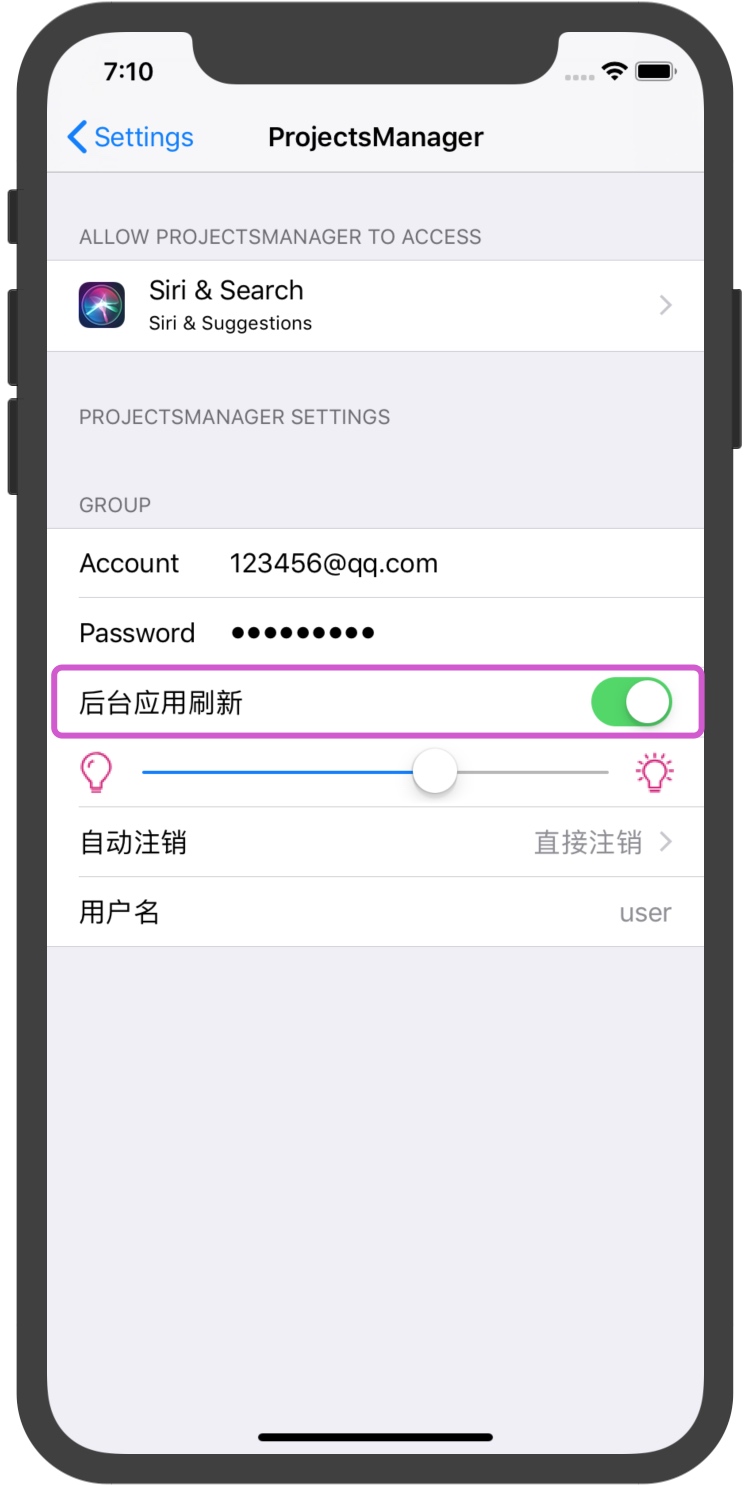 7:10
Settings
ProjectsManager
ALLOW PROJECTSMANAGER TO ACCESS
Siri & Search
Siri & Suggestions
PROJECTSMANAGER SETTINGS
GROUP
Account 123456@qq.com
Password •••••••••
后台应用刷新
自动注销 直接注销
用户名 user